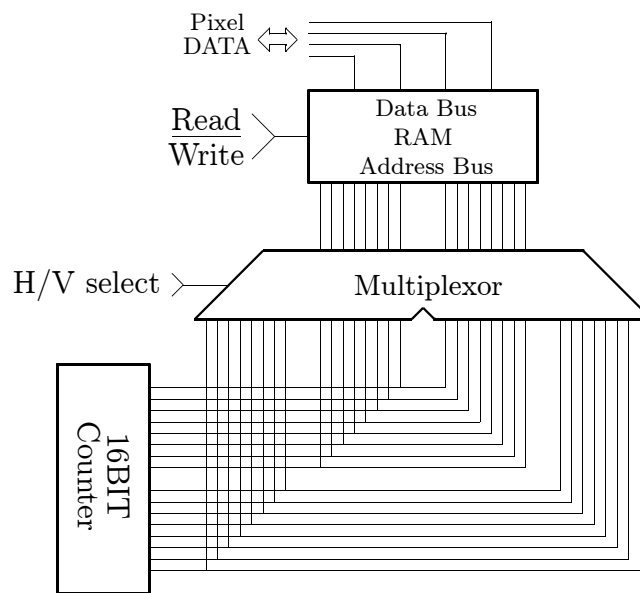 Pixel
DATA
Data Bus
RAM
Address Bus
Read
Write
H/V select
Multiplexor
16BIT
Counter